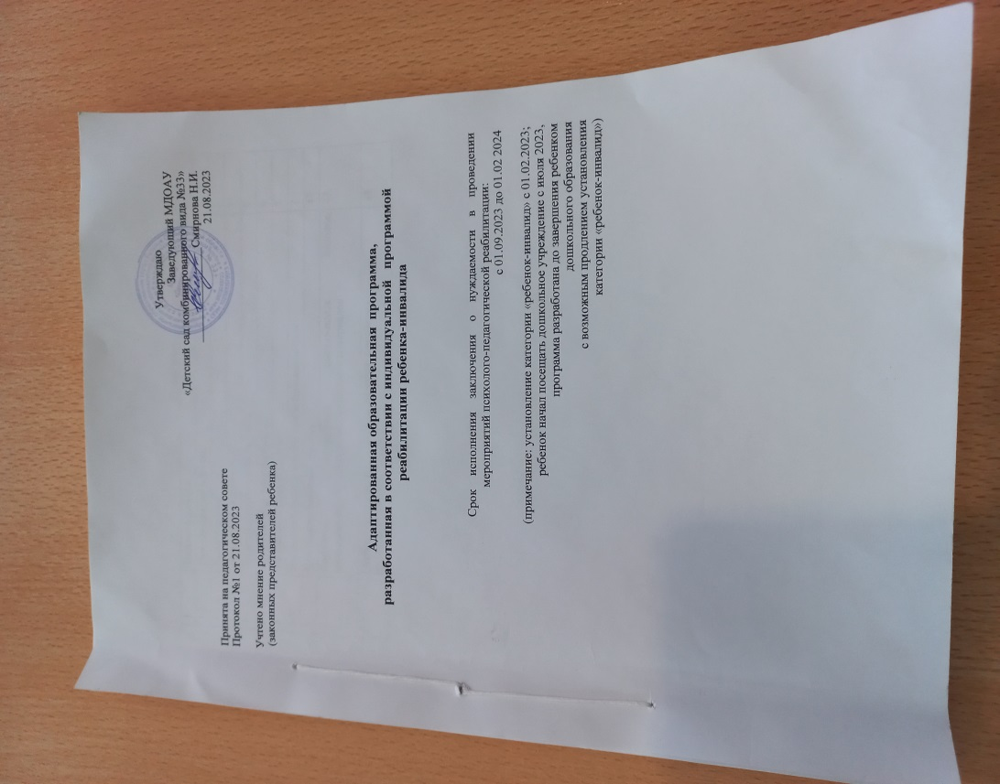 Утверждаю
Заведующий МДОАУ
«Детский сад комбинированного вида №33»
Смирнова Н.И.
21.08.2023
Принята на педагогическом совете
Протокол №1 от 21.08.2023
Учтено мнение родителей
(законных представителей ребенка)
Адаптированная образовательная программа,
разработанная в соответствии с индивидуальной программой
реабилитации ребенка-инвалида
Срок исполнения заключения о нуждаемости в проведении
мероприятий психолого-педагогической реабилитации:
с 01.09.2023 до 01.02 2024
(примечание: установление категории «ребенок-инвалид» с 01.02.2023;
ребенок начал посещать дошкольное учреждение с июля 2023,
программа разработана до завершения ребенком
дошкольного образования
с возможным продлением установления
категории «ребенок-инвалид»)